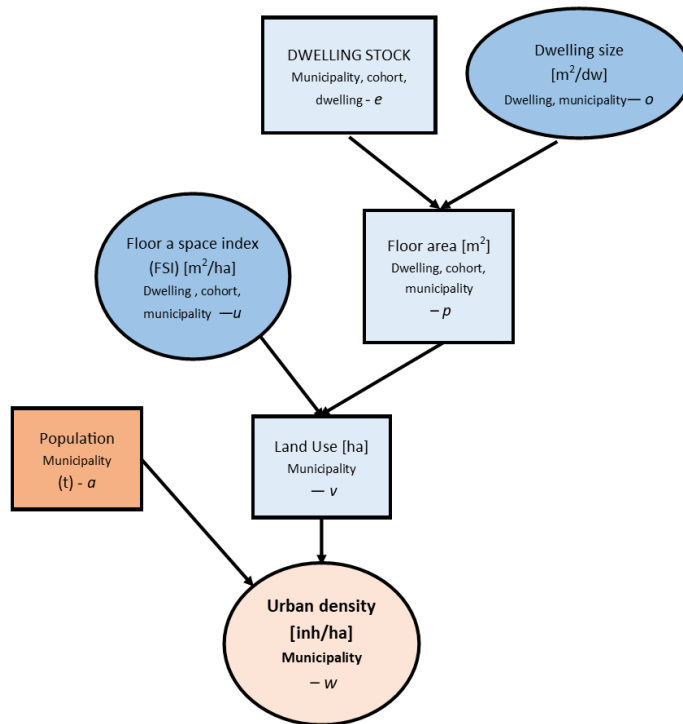 DWELLING STOCK
Municipality, cohort,
dwelling - e
Dwelling size
[m²/dw]
Dwelling, municipality— o
Floor a space index
(FSI) [m²/ha]
Dwelling , cohort,
municipality —u
Floor area [m²]
Dwelling, cohort,
municipality
– p
Population
Municipality
(t) - a
Land Use [ha]
Municipality
— v
Urban density
[inh/ha]
Municipality
– w